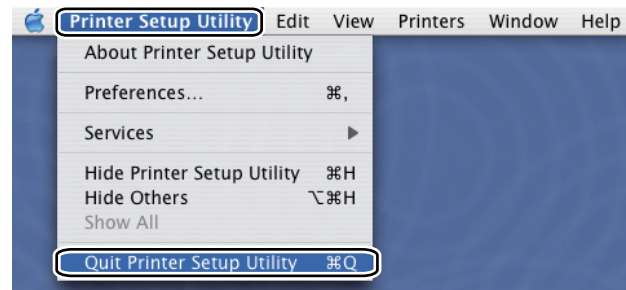 Printer Setup Utility Edit View Printers Window Help
About Printer Setup Utility
Preferences... ⌘,
Services ▶
Hide Printer Setup Utility ⌘H
Hide Others ⌥⌘H
Show All
Quit Printer Setup Utility ⌘Q